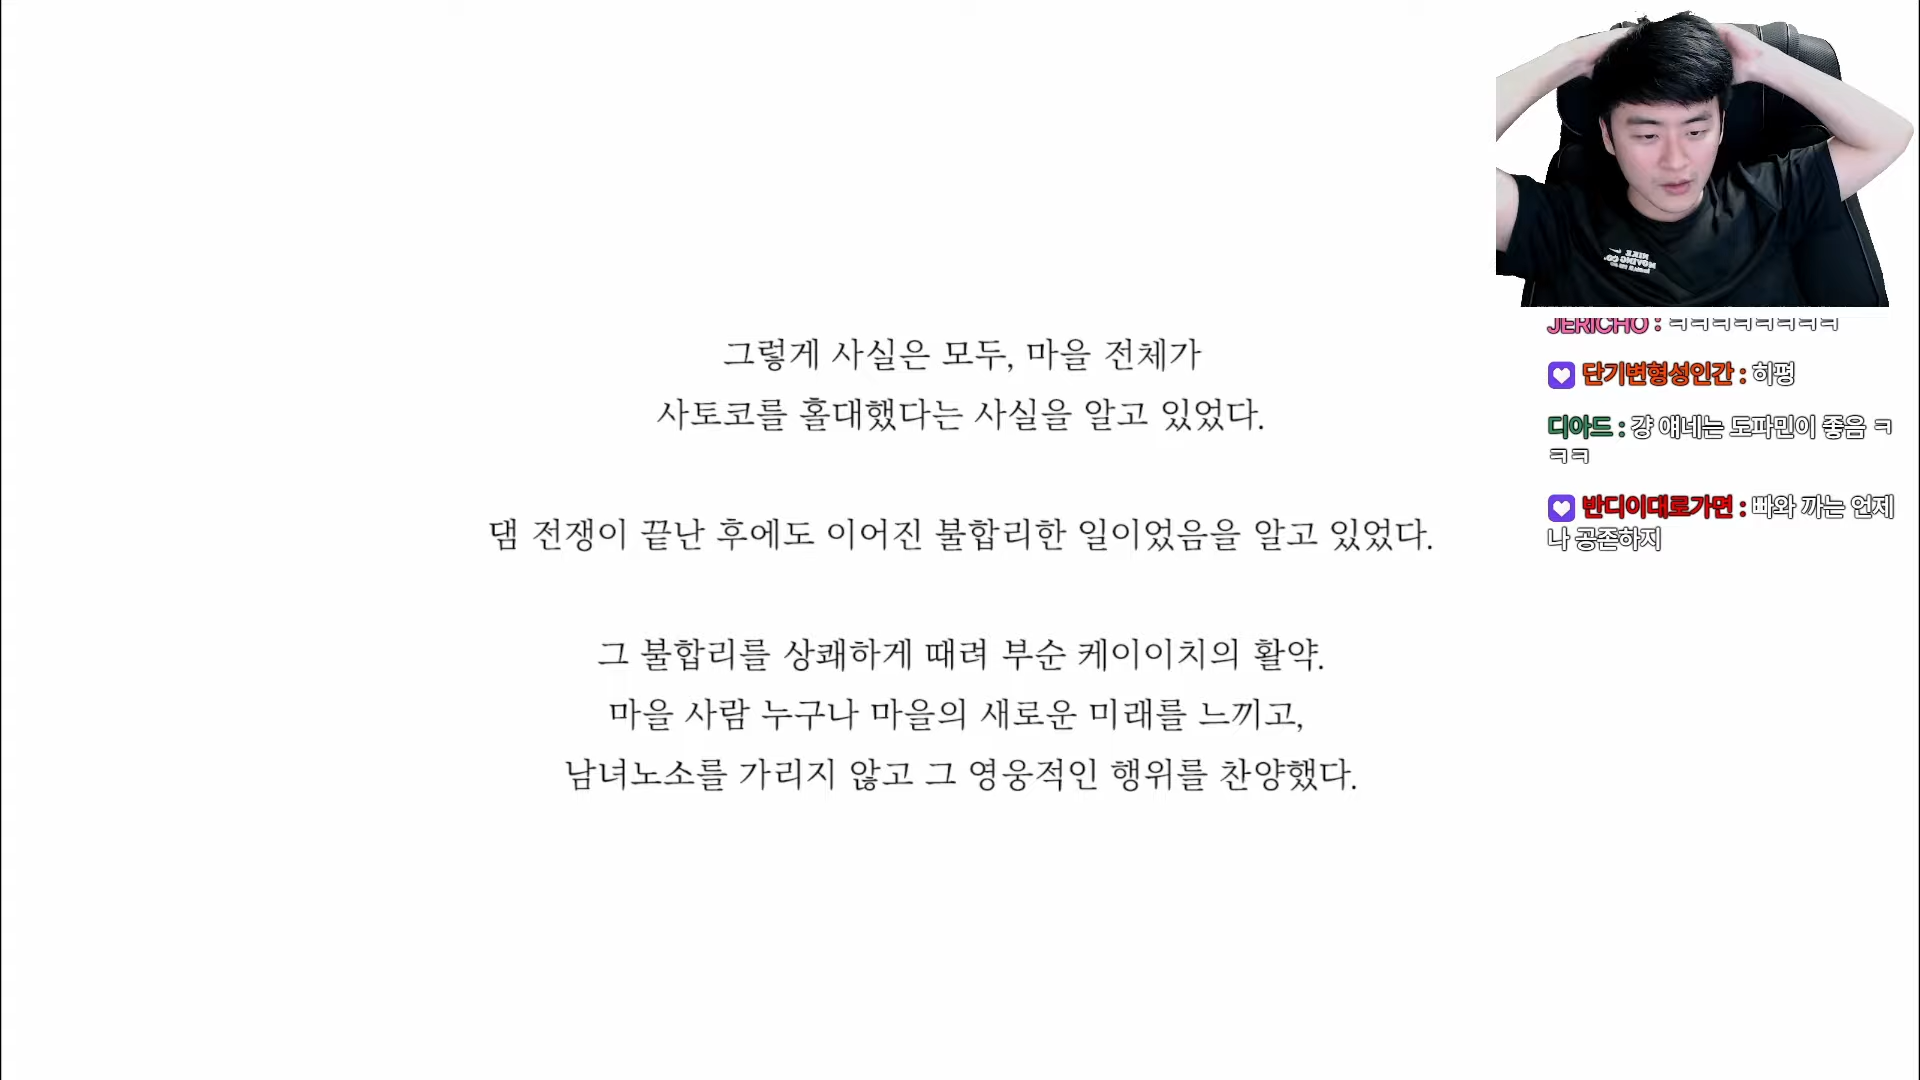 그렇게 사실은 모두, 마을 전체가
사토코를 홀대했다는 사실을 알고 있었다.
댐 전쟁이 끝난 후에도 이어진 불합리한 일이었음을 알고 있었다.
그 불합리를 상쾌하게 때려 부순 케이이치의 활약.
마을 사람 누구나 마을의 새로운 미래를 느끼고,
남녀노소를 가리지 않고 그 영웅적인 행위를 찬양했다.
NIKE
JERICHO : ㅋㅋㅋㅋㅋㅋㅋㅋ
단기변형성인간 : 히평
디아드 : 걍 얘네는 도파민이 좋음 ㅋ
ㅋㅋ
반디이대로가면 : 빠와 까는 언제
나 공존하지